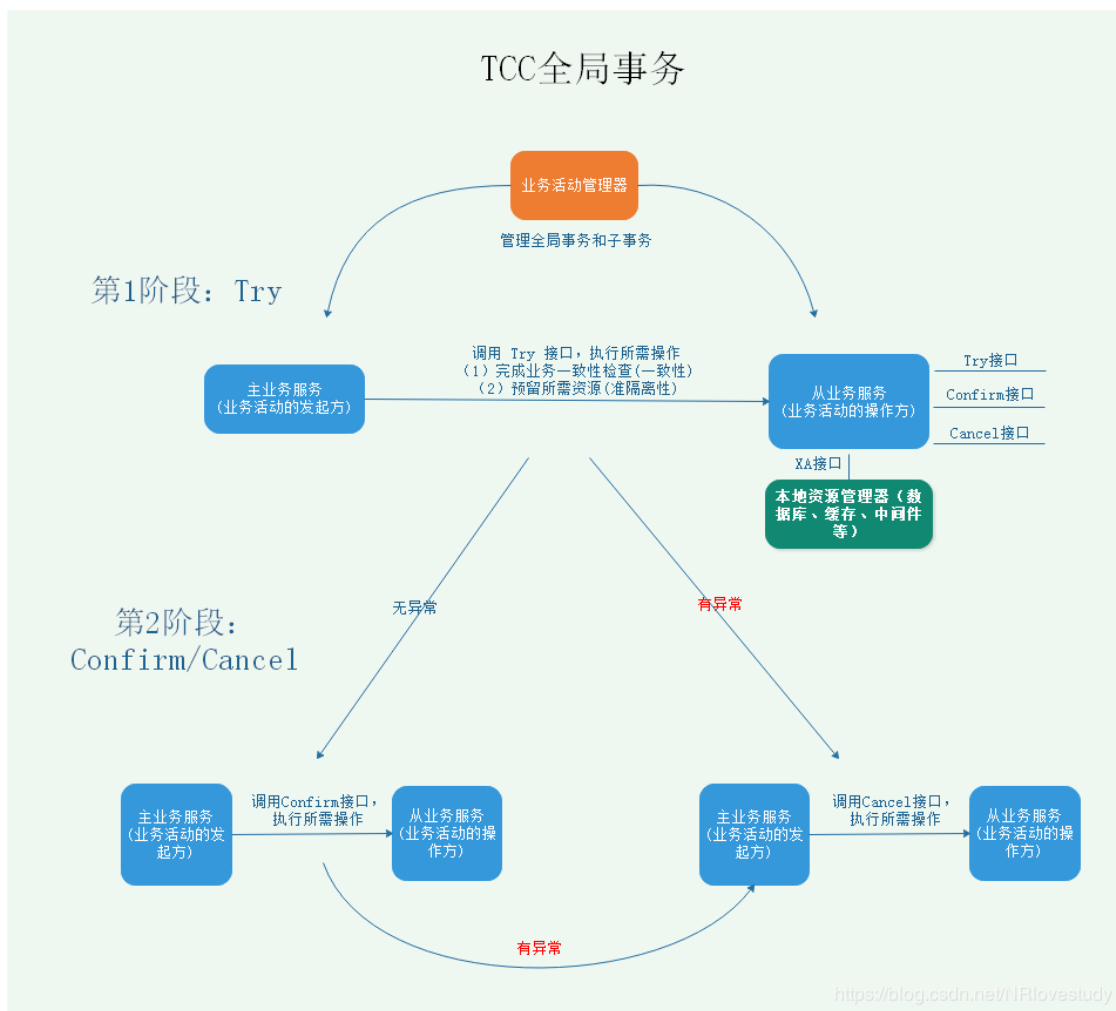 TCC全局事务
业务活动管理器
管理全局事务和子事务
第1阶段：Try
调用 Try 接口，执行所需操作
（1）完成业务一致性检查(一致性)
（2）预留所需资源(准隔离性)
主业务服务
(业务活动的发起方)
从业务服务
(业务活动的操作方)
Try接口
Confirm接口
Cancel接口
XA接口
本地资源管理器（数
据库、缓存、中间件
等）
无异常
有异常
第2阶段：
Confirm/Cancel
主业务服务
(业务活动的发
起方)
调用Confirm接口，
执行所需操作
从业务服务
(业务活动的操
作方)
主业务服务
(业务活动的发
起方)
调用Cancel接口，
执行所需操作
从业务服务
(业务活动的操
作方)
有异常
https://blog.csdn.net/NRlovestudy